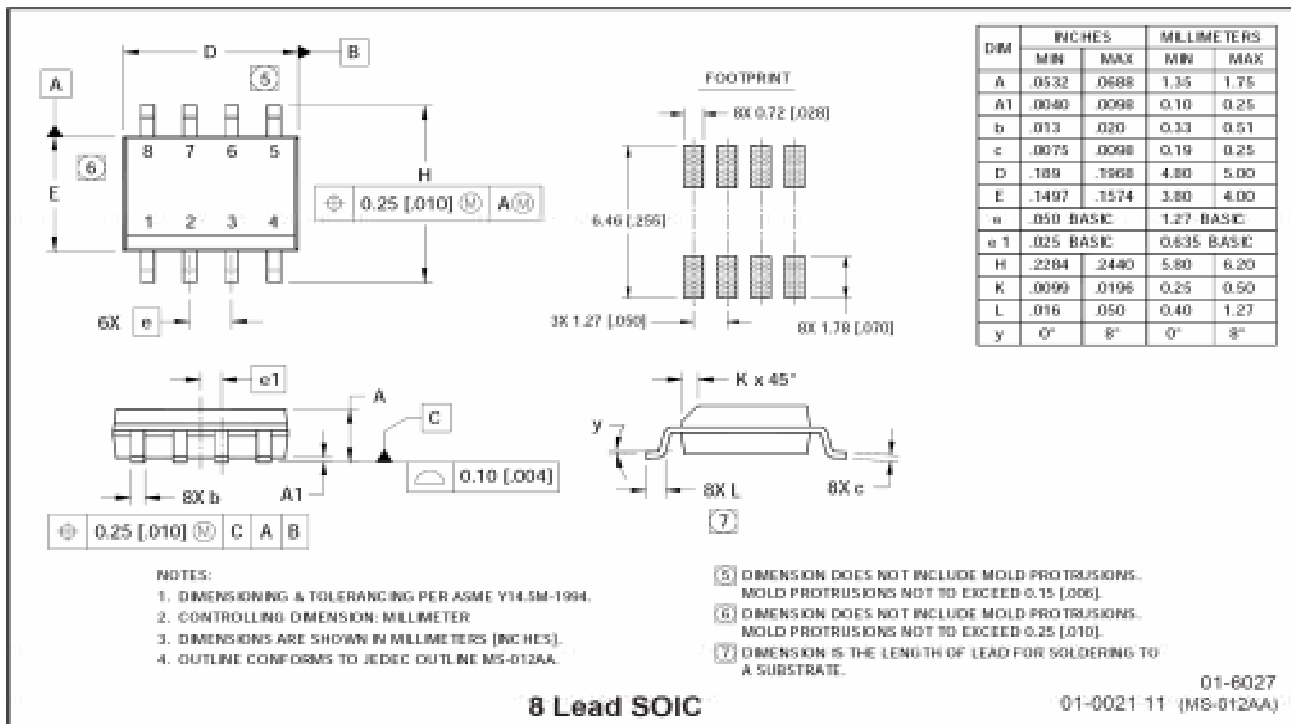 D
B
5
A
8 7 6 5
6
E
H
⌖ 0.25 [.010] Ⓜ A Ⓜ
1 2 3 4
6X e
FOOTPRINT
8X 0.72 [.028]
6.46 [.255]
3X 1.27 [.050]
8X 1.78 [.070]
DIM INCHES MILLIMETERS
MIN MAX MIN MAX
A .0532 .0688 1.35 1.75
A1 .0040 .0098 0.10 0.25
b .013 .020 0.33 0.51
c .0075 .0098 0.19 0.25
D .189 .1968 4.80 5.00
E .1497 .1574 3.80 4.00
e .050 BASIC 1.27 BASIC
e 1 .025 BASIC 0.635 BASIC
H .2284 .2440 5.80 6.20
K .0099 .0196 0.25 0.50
L .016 .050 0.40 1.27
y 0° 8° 0° 8°
e1
A
C
0.10 [.004]
A1
8X b
⌖ 0.25 [.010] Ⓜ C A B
K x 45°
y
8X L
7
8X c
NOTES:
1. DIMENSIONING & TOLERANCING PER ASME Y14.5M-1994.
2. CONTROLLING DIMENSION: MILLIMETER
3. DIMENSIONS ARE SHOWN IN MILLIMETERS [INCHES].
4. OUTLINE CONFORMS TO JEDEC OUTLINE MS-012AA.
5 DIMENSION DOES NOT INCLUDE MOLD PROTRUSIONS.
MOLD PROTRUSIONS NOT TO EXCEED 0.15 [.006].
6 DIMENSION DOES NOT INCLUDE MOLD PROTRUSIONS.
MOLD PROTRUSIONS NOT TO EXCEED 0.25 [.010].
7 DIMENSION IS THE LENGTH OF LEAD FOR SOLDERING TO
A SUBSTRATE.
8 Lead SOIC
01-6027
01-0021 11 (MS-012AA)